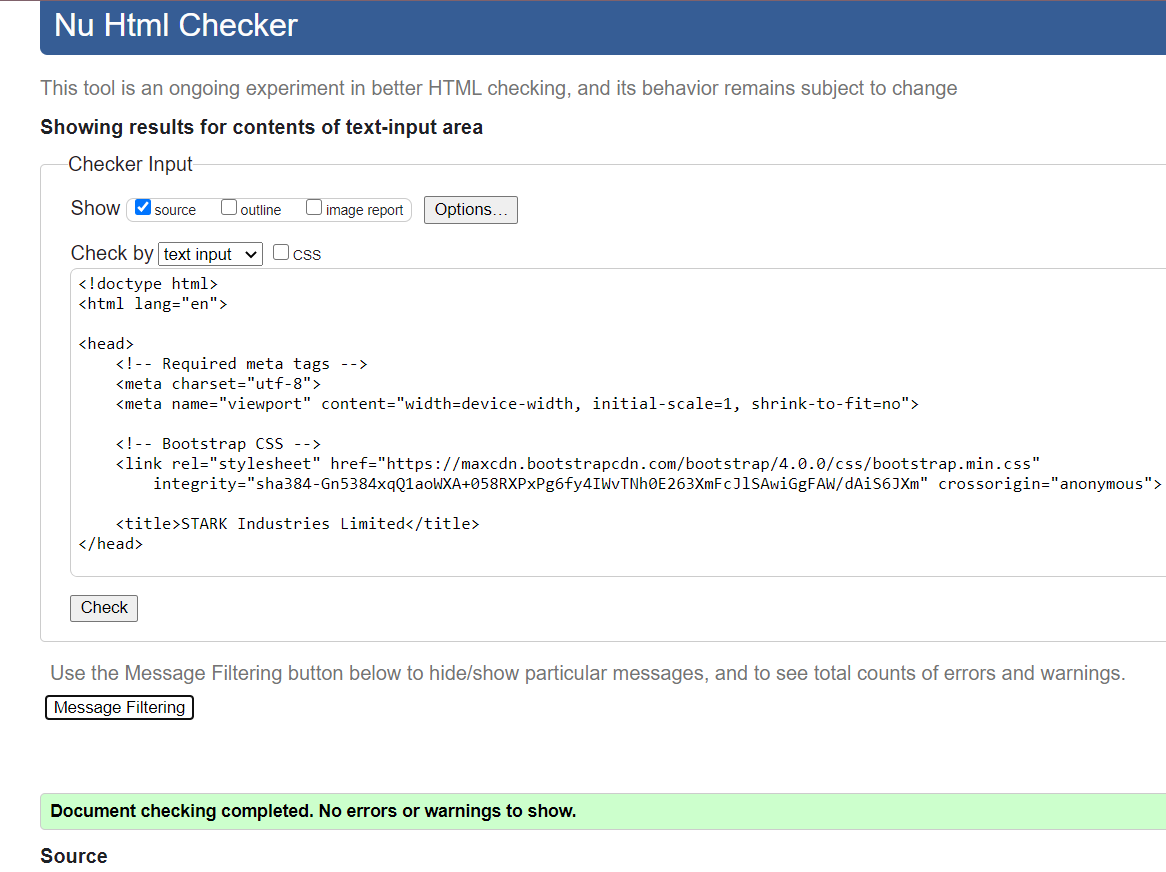 Nu Html Checker
This tool is an ongoing experiment in better HTML checking, and its behavior remains subject to change
Showing results for contents of text-input area
Checker Input
Show source outline image report Options...
Check by text input CSS
<!doctype html>
<html lang="en">
<head>
<!-- Required meta tags -->
<meta charset="utf-8">
<meta name="viewport" content="width=device-width, initial-scale=1, shrink-to-fit=no">
<!-- Bootstrap CSS -->
<link rel="stylesheet" href="https://maxcdn.bootstrapcdn.com/bootstrap/4.0.0/css/bootstrap.min.css"
integrity="sha384-Gn5384xqQ1aoWXA+058RXPxPg6fy4IWvTNh0E263XmFcJlSAwiGgFAW/dAiS6JXm" crossorigin="anonymous">
<title>STARK Industries Limited</title>
</head>
Check
Use the Message Filtering button below to hide/show particular messages, and to see total counts of errors and warnings.
Message Filtering
Document checking completed. No errors or warnings to show.
Source